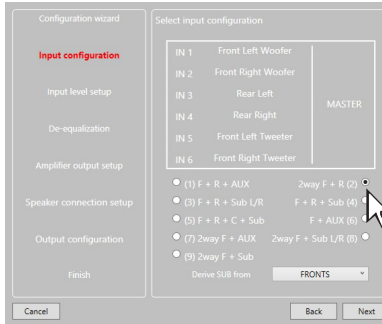 Configuration wizard
Select input configuration
Input configuration
Input level setup
De-equalization
Amplifier output setup
Speaker connection setup
Output configuration
Finish
IN 1 Front Left Woofer
IN 2 Front Right Woofer
IN 3 Rear Left
IN 4 Rear Right
IN 5 Front Left Tweeter
IN 6 Front Right Tweeter
MASTER
(1) F + R + AUX 2way F + R (2)
(3) F + R + Sub L/R F + R + Sub (4)
(5) F + R + C + Sub F + AUX (6)
(7) 2way F + AUX 2way F + Sub L/R (8)
(9) 2way F + Sub
Derive SUB from FRONTS
Cancel Back Next